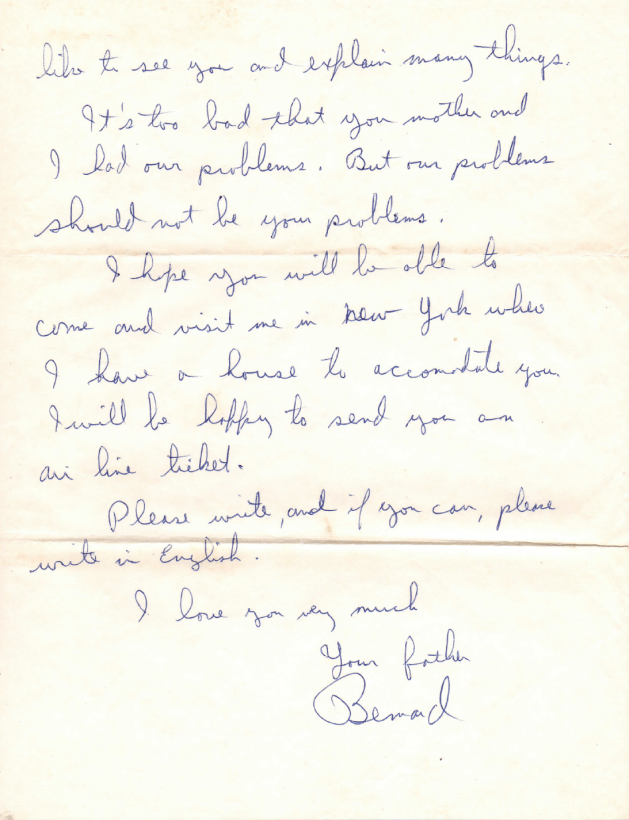 like to see you and explain many things.
It's too bad that you mother and
I had our problems. But our problems
should not be your problems.
I hope you will be able to
come and visit me in New York where
I have a house to accomodate you.
I will be happy to send you an
air line ticket.
Please write, and if you can, please
write in English.
I love you very much
Your father
Bernard